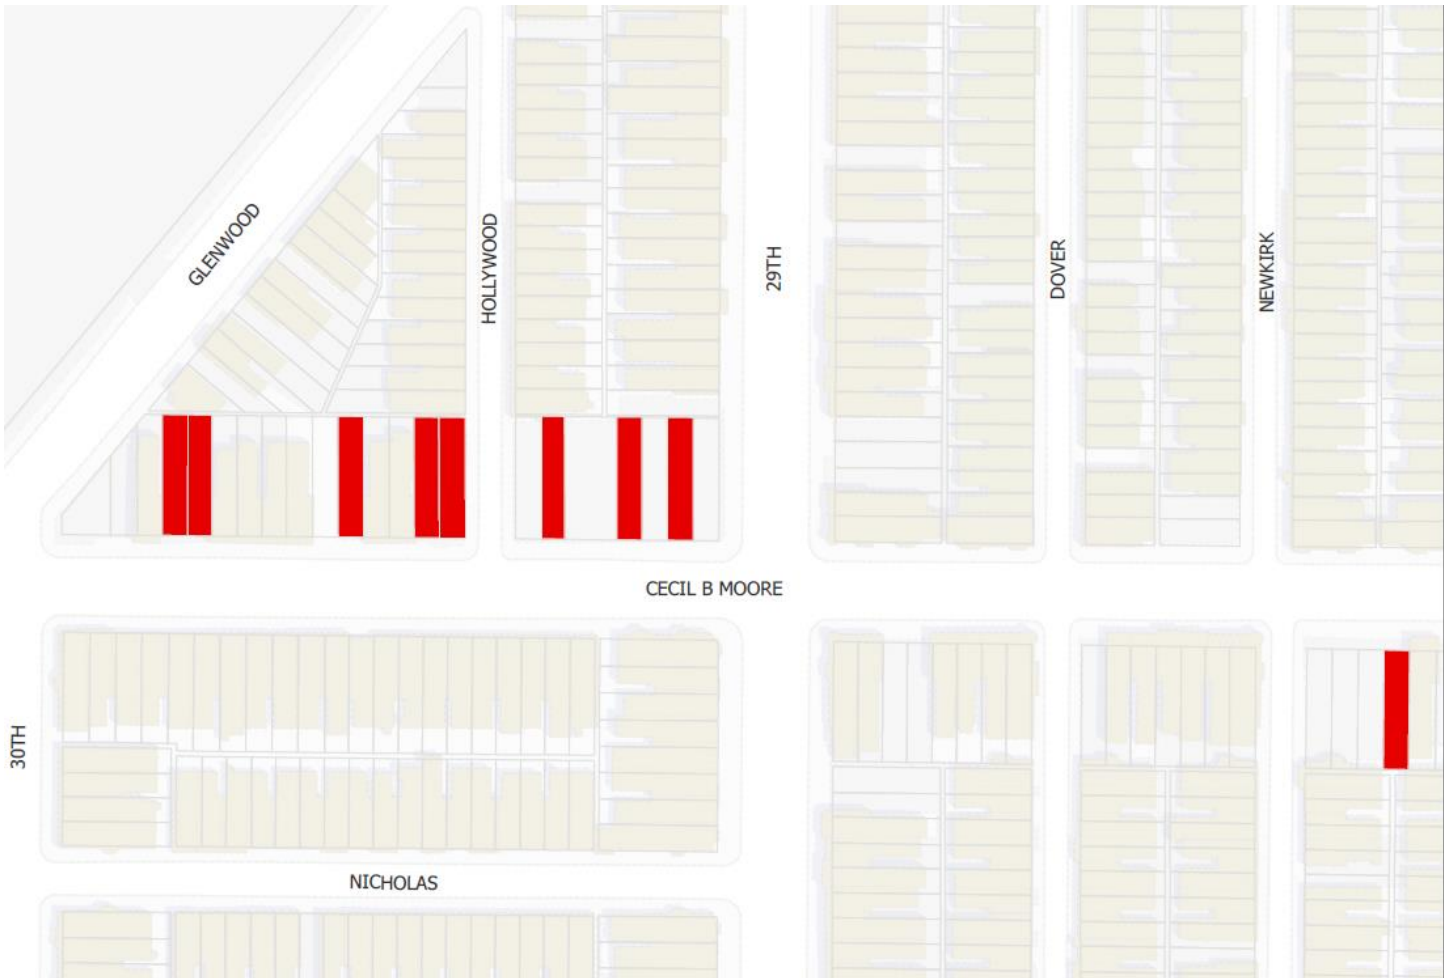 GLENWOOD
HOLLYWOOD
29TH
DOVER
NEWKIRK
CECIL B MOORE
30TH
NICHOLAS